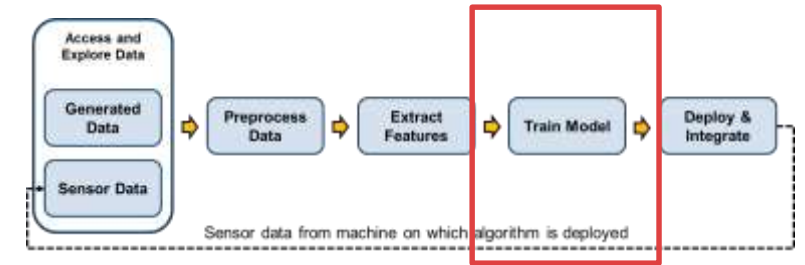 Access and
Explore Data
Generated
Data
Sensor Data
Preprocess
Data
Extract
Features
Train Model
Deploy &
Integrate
Sensor data from machine on which algorithm is deployed